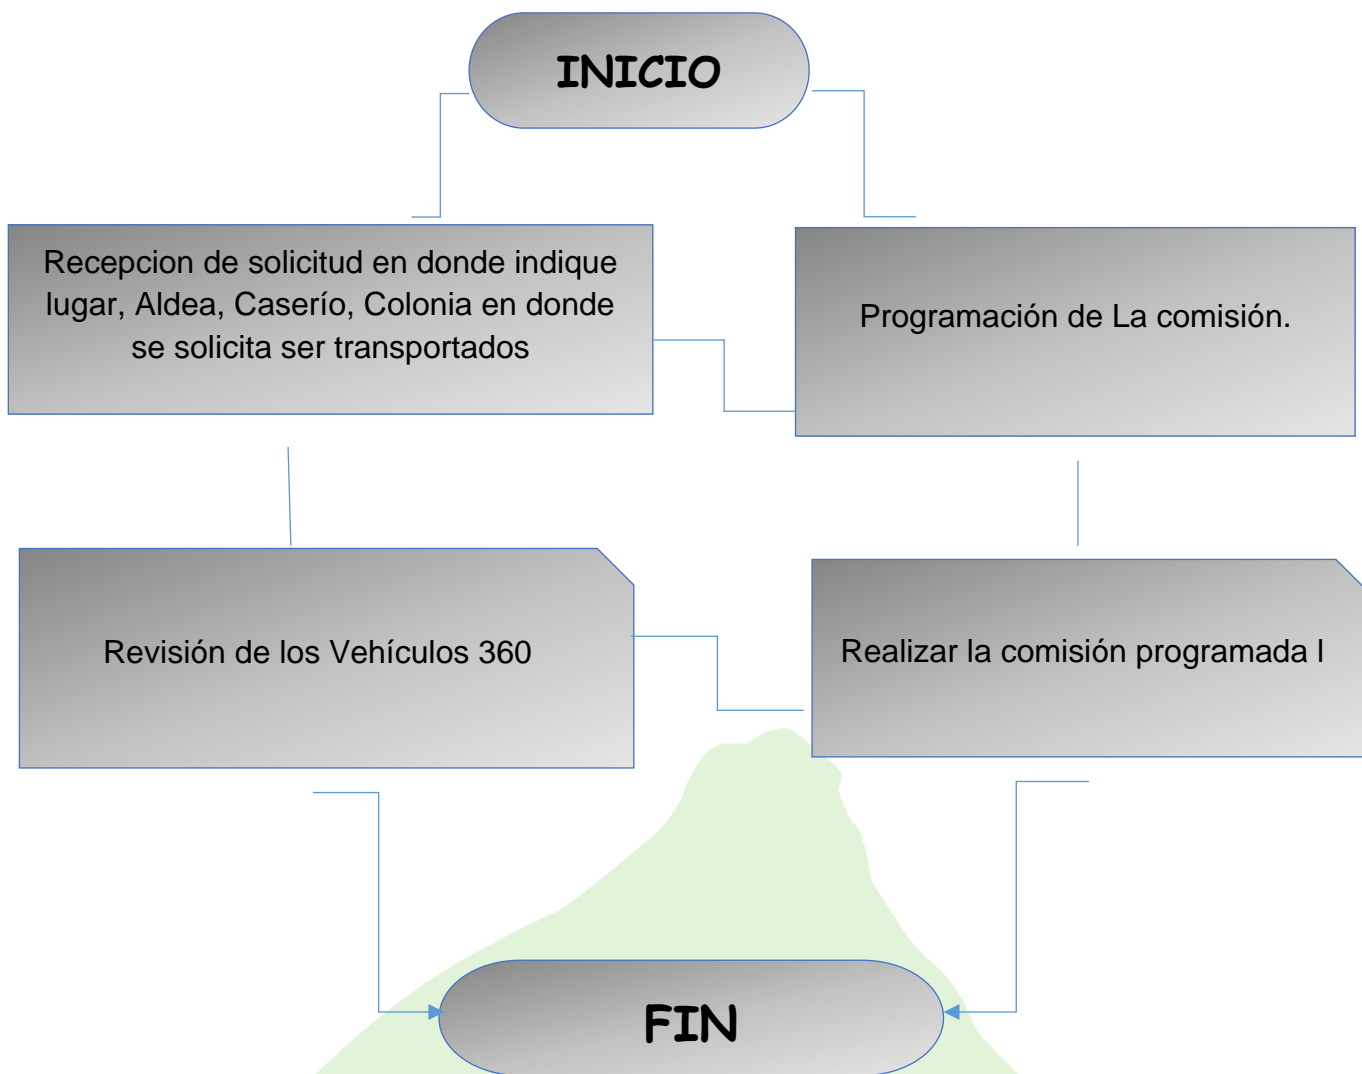 INICIO
Recepcion de solicitud en donde indique
lugar, Aldea, Caserío, Colonia en donde
se solicita ser transportados
Programación de La comisión.
Revisión de los Vehículos 360
Realizar la comisión programada l
FIN